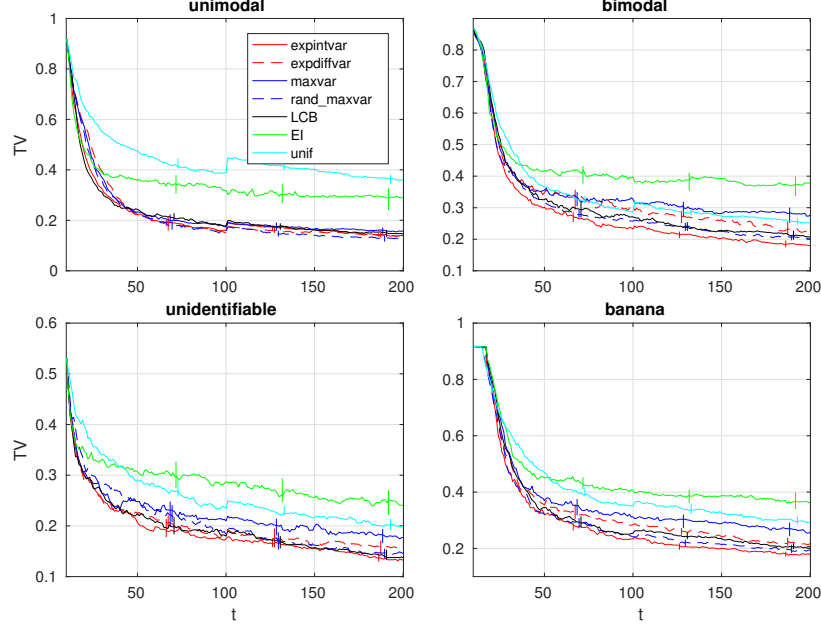 unimodal
bimodal
TV
1
0.8
0.6
0.4
0.2
0
50
100
150
200
expintvar
expdiffvar
maxvar
rand_maxvar
LCB
EI
unif
0.8
0.7
0.6
0.5
0.4
0.3
0.2
0.1
50
100
150
200
unidentifiable
banana
TV
0.6
0.5
0.4
0.3
0.2
0.1
50
100
150
200
t
1
0.8
0.6
0.4
0.2
50
100
150
200
t